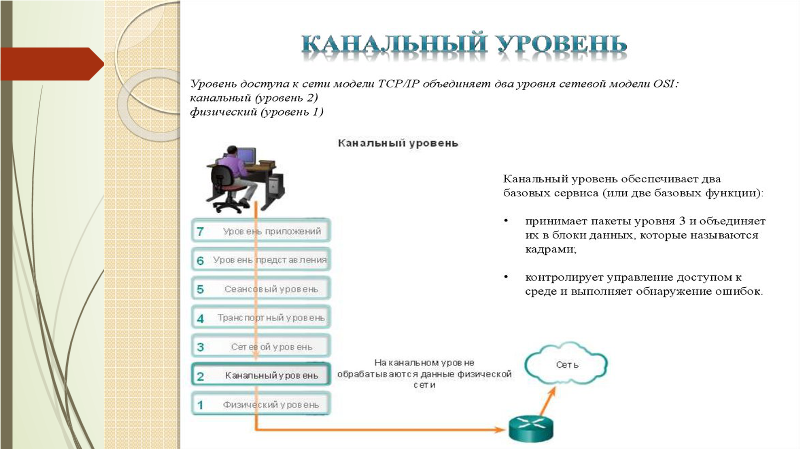 КАНАЛЬНЫЙ УРОВЕНЬ
Уровень доступа к сети модели TCP/IP объединяет два уровня сетевой модели OSI:
канальный (уровень 2)
физический (уровень 1)
Канальный уровень
7 Уровень приложений
6 Уровень представления
5 Сеансовый уровень
4 Транспортный уровень
3 Сетевой уровень
2 Канальный уровень
1 Физический уровень
На канальном уровне
обрабатываются данные физической
сети
Сеть
Канальный уровень обеспечивает два
базовых сервиса (или две базовых функции):
• принимает пакеты уровня 3 и объединяет
их в блоки данных, которые называются
кадрами;
• контролирует управление доступом к
среде и выполняет обнаружение ошибок.